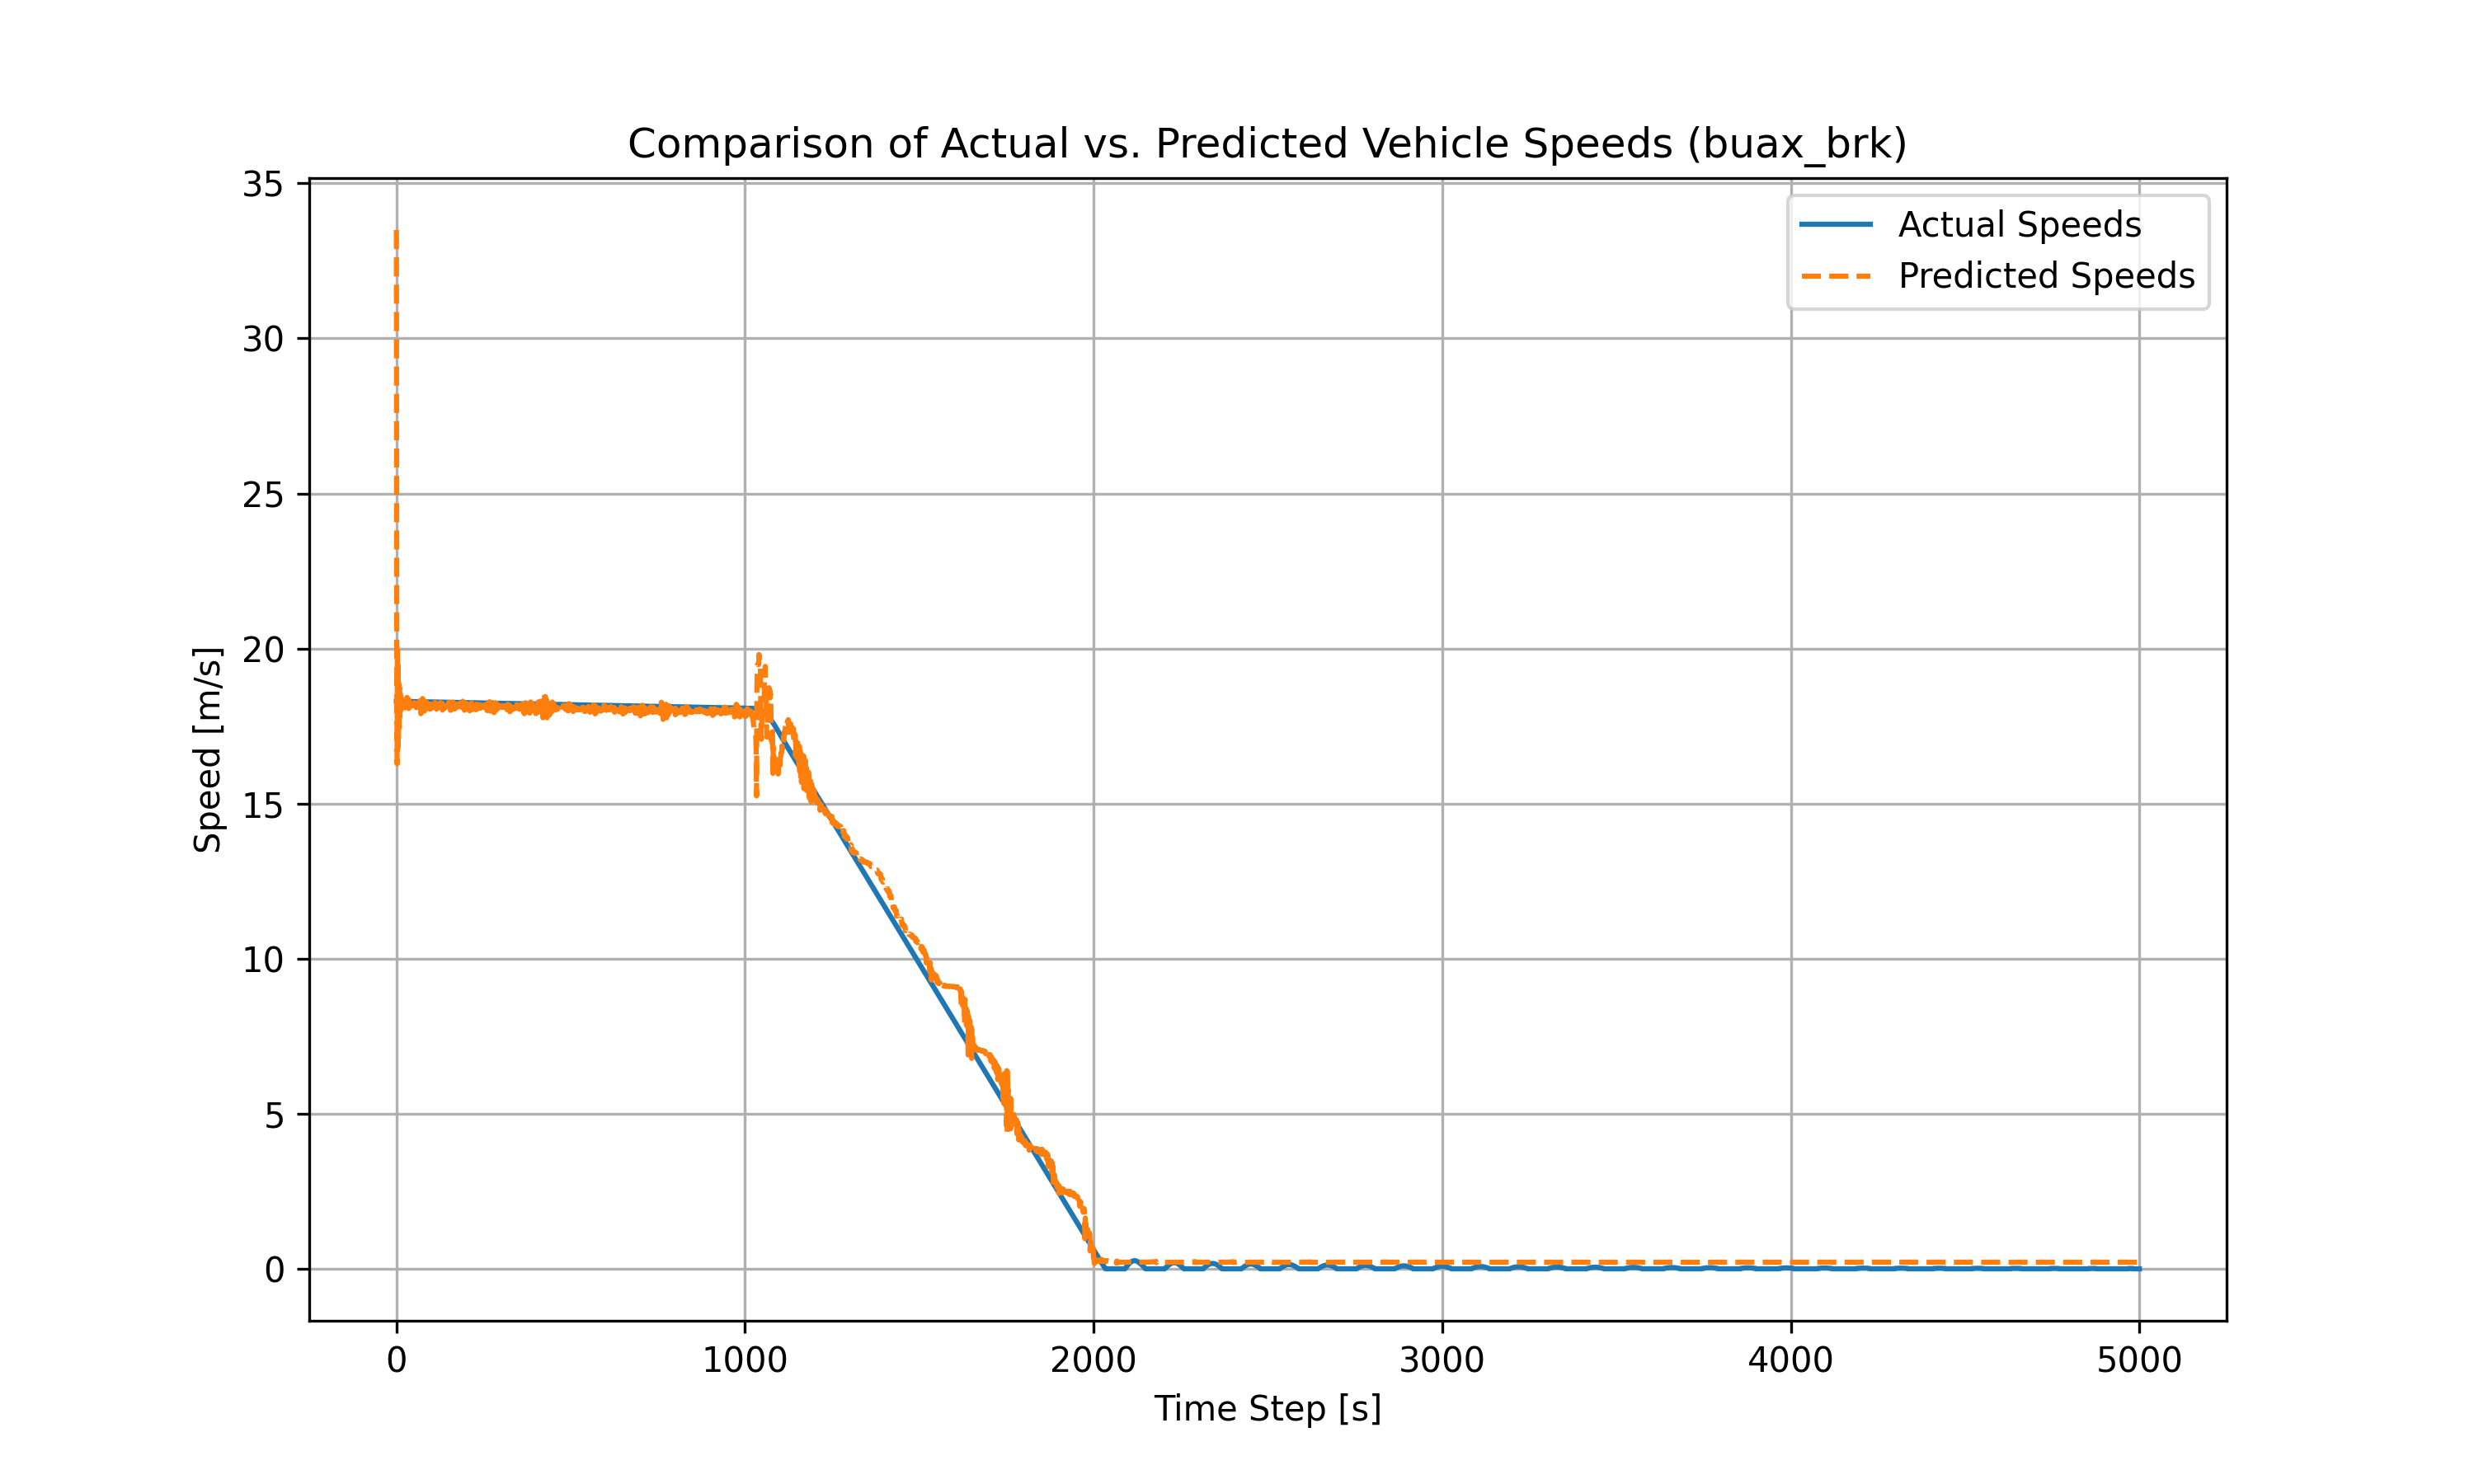 Comparison of Actual vs. Predicted Vehicle Speeds (buax_brk)
35
30
25
20
15
10
5
0
Speed [m/s]
Actual Speeds
Predicted Speeds
0 1000 2000 3000 4000 5000
Time Step [s]